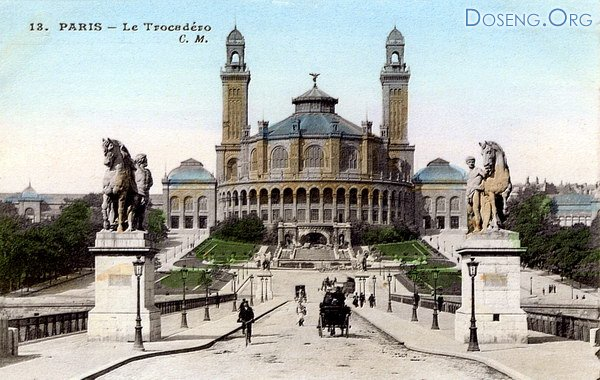 13. PARIS - Le Trocadéro
C. M.
DOSENG.ORG